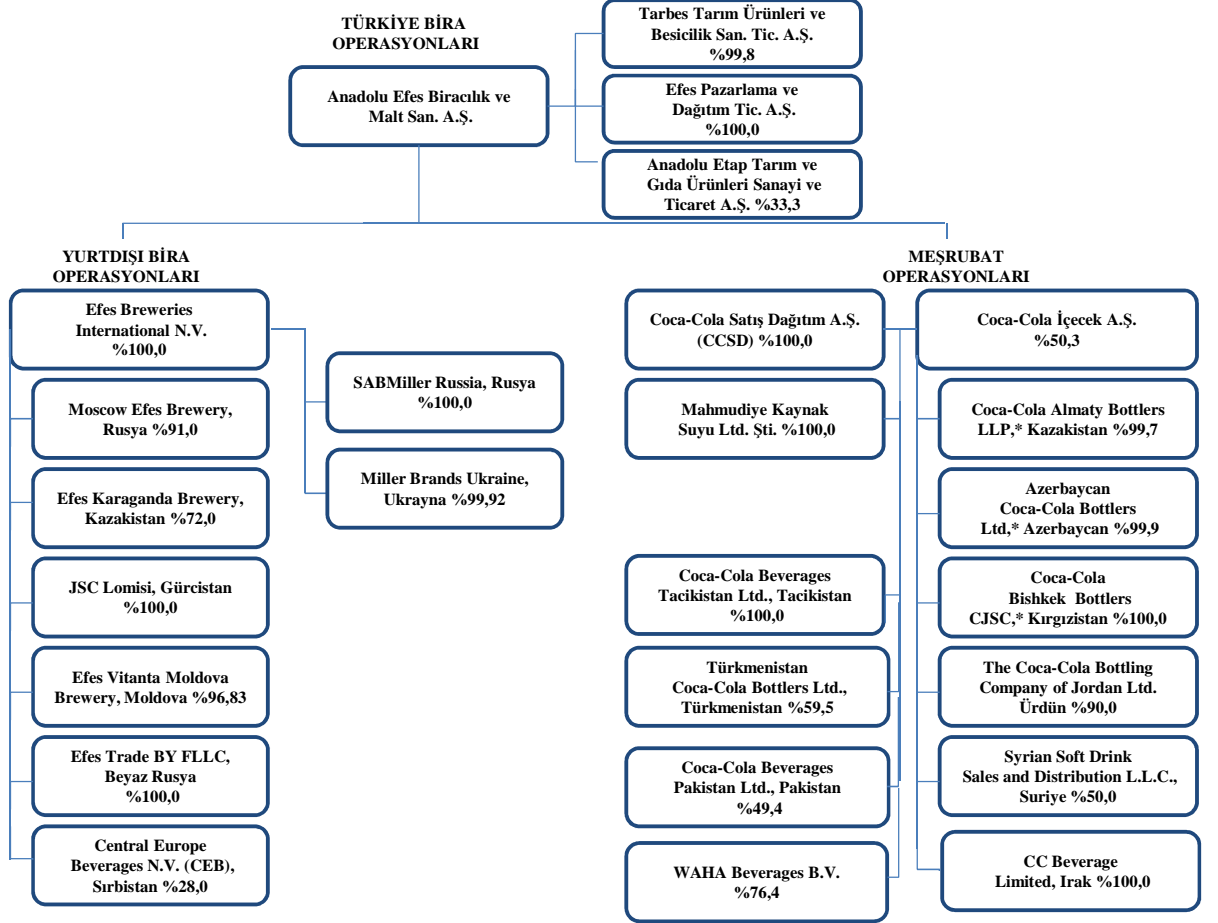 TÜRKİYE BİRA
OPERASYONLARI
Anadolu Efes Biracılık ve
Malt San. A.Ş.
Tarbes Tarım Ürünleri ve
Besicilik San. Tic. A.Ş.
%99,8
Efes Pazarlama ve
Dağıtım Tic. A.Ş.
%100,0
Anadolu Etap Tarım ve
Gıda Ürünleri Sanayi ve
Ticaret A.Ş. %33,3
YURTDIŞI BİRA
OPERASYONLARI
Efes Breweries
International N.V.
%100,0
Moscow Efes Brewery,
Rusya %91,0
Efes Karaganda Brewery,
Kazakistan %72,0
JSC Lomisi, Gürcistan
%100,0
Efes Vitanta Moldova
Brewery, Moldova %96,83
Efes Trade BY FLLC,
Beyaz Rusya
%100,0
Central Europe
Beverages N.V. (CEB),
Sırbistan %28,0
SABMiller Russia, Rusya
%100,0
Miller Brands Ukraine,
Ukrayna %99,92
MEŞRUBAT
OPERASYONLARI
Coca-Cola Satış Dağıtım A.Ş.
(CCSD) %100,0
Mahmudiye Kaynak
Suyu Ltd. Şti. %100,0
Coca-Cola Beverages
Tacikistan Ltd., Tacikistan
%100,0
Türkmenistan
Coca-Cola Bottlers Ltd.,
Türkmenistan %59,5
Coca-Cola Beverages
Pakistan Ltd., Pakistan
%49,4
WAHA Beverages B.V.
%76,4
Coca-Cola İçecek A.Ş.
%50,3
Coca-Cola Almaty Bottlers
LLP,* Kazakistan %99,7
Azerbaycan
Coca-Cola Bottlers
Ltd,* Azerbaycan %99,9
Coca-Cola
Bishkek Bottlers
CJSC,* Kırgızistan %100,0
The Coca-Cola Bottling
Company of Jordan Ltd.
Ürdün %90,0
Syrian Soft Drink
Sales and Distribution L.L.C.,
Suriye %50,0
CC Beverage
Limited, Irak %100,0